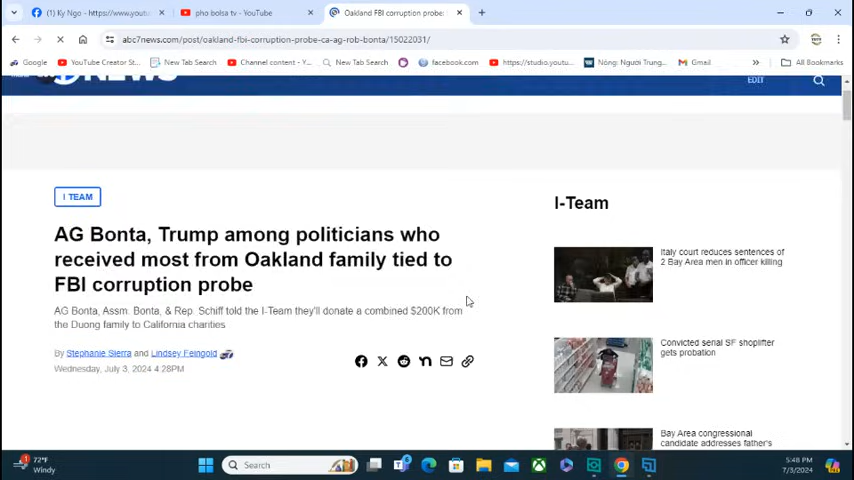 (1) Ky Ngo - https://www.youtu
pho bolsa tv - YouTube
Oakland FBI corruption probe:
abc7news.com/post/oakland-fbi-corruption-probe-ca-ag-rob-bonta/15022031/
Google
YouTube Creator St...
New Tab Search
Channel content - Y...
New Tab Search
facebook.com
https://studio.youtu...
Nóng: Người Trung...
Gmail
All Bookmarks
NEWS
EDIT
I TEAM
AG Bonta, Trump among politicians who
received most from Oakland family tied to
FBI corruption probe
AG Bonta, Assm. Bonta, & Rep. Schiff told the I-Team they'll donate a combined $200K from
the Duong family to California charities
By Stephanie Sierra and Lindsey Feingold
Wednesday, July 3, 2024 4:28PM
I-Team
Italy court reduces sentences of
2 Bay Area men in officer killing
Convicted serial SF shoplifter
gets probation
Bay Area congressional
candidate addresses father's
72°F
Windy
Search
5:48 PM
7/3/2024